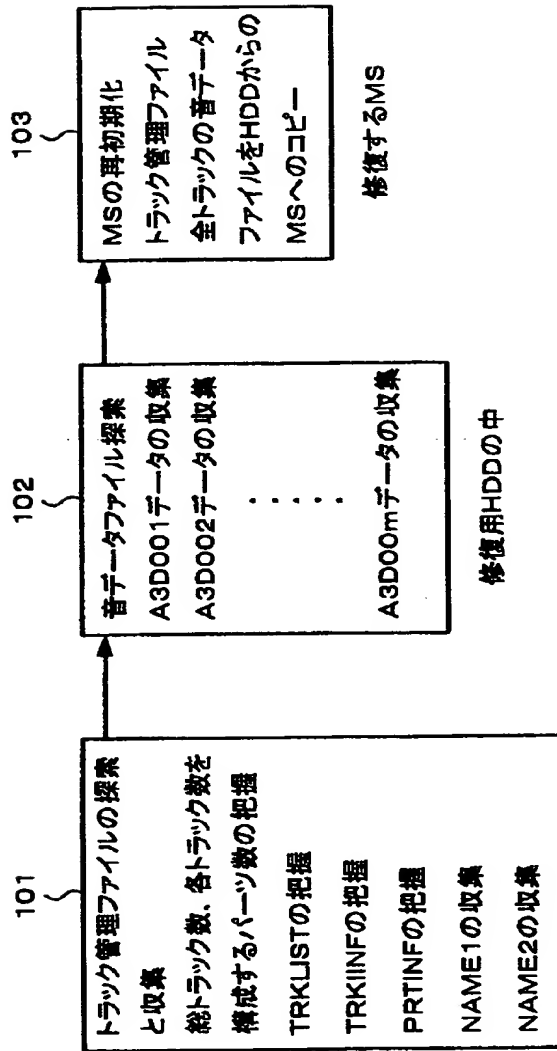 101
トラック管理ファイルの探索
と収集
総トラック数、各トラック数を
構成するパーツ数の把握
TRKLISTの把握
TRKIINFの把握
PRTINFの把握
NAME1の収集
NAME2の収集
102
音データファイル探索
A3D001データの収集
A3D002データの収集
・・・・・
A3D00mデータの収集
修復用HDDの中
103
MSの再初期化
トラック管理ファイル
全トラックの音データ
ファイルをHDDからの
MSへのコピー
修復するMS